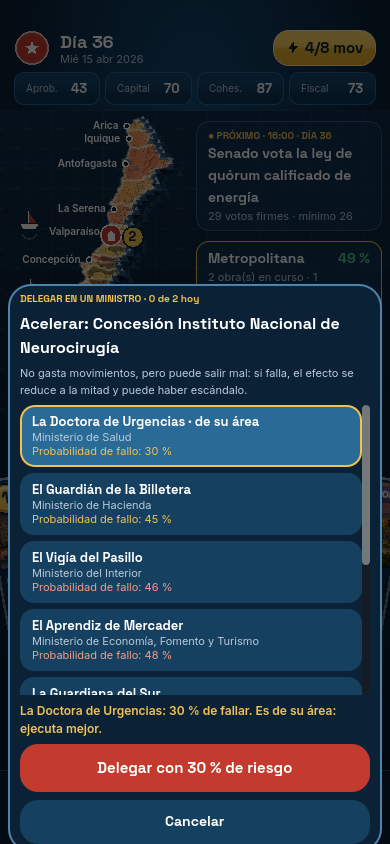 Día 36
Mié 15 abr 2026
4/8 mov
Aprob. 43
Capital 70
Cohes. 87
Fiscal 73
Arica
Iquique
Antofagasta
La Serena
Valparaíso
2
Concepción
● PRÓXIMO · 16:00 · DÍA 36
Senado vota la ley de
quórum calificado de
energía
29 votos firmes · mínimo 26
Metropolitana 49 %
2 obra(s) en curso · 1
DELEGAR EN UN MINISTRO · 0 de 2 hoy
Acelerar: Concesión Instituto Nacional de
Neurocirugía
No gasta movimientos, pero puede salir mal: si falla, el efecto se
reduce a la mitad y puede haber escándalo.
La Doctora de Urgencias · de su área
Ministerio de Salud
Probabilidad de fallo: 30 %
El Guardián de la Billetera
Ministerio de Hacienda
Probabilidad de fallo: 45 %
El Vigía del Pasillo
Ministerio del Interior
Probabilidad de fallo: 46 %
El Aprendiz de Mercader
Ministerio de Economía, Fomento y Turismo
Probabilidad de fallo: 48 %
La Guardiana del Sur
La Doctora de Urgencias: 30 % de fallar. Es de su área:
ejecuta mejor.
Delegar con 30 % de riesgo
Cancelar